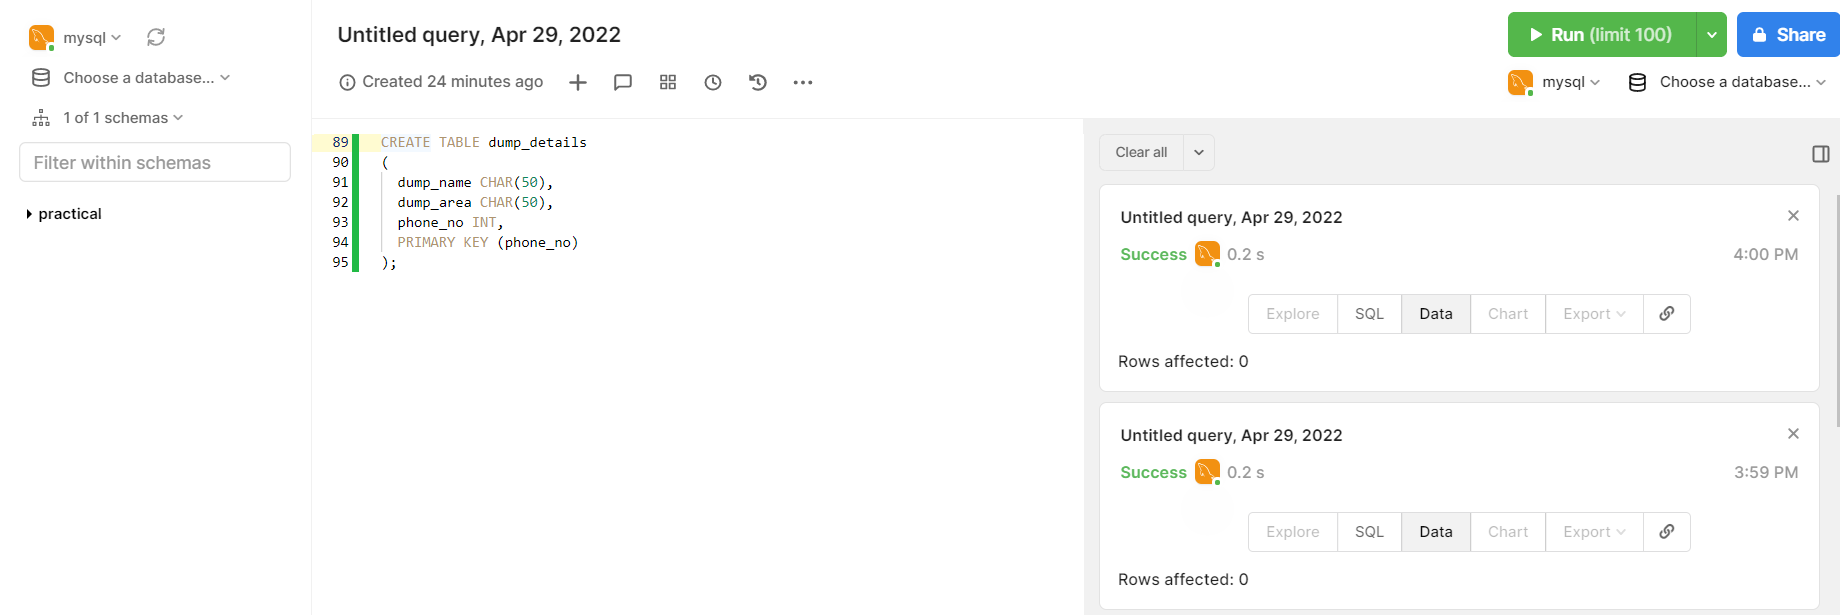 mysql
Choose a database...
1 of 1 schemas
Filter within schemas
practical
Untitled query, Apr 29, 2022
Created 24 minutes ago
Run (limit 100)
Share
mysql
Choose a database...
89 CREATE TABLE dump_details
90 (
91 dump_name CHAR(50),
92 dump_area CHAR(50),
93 phone_no INT,
94 PRIMARY KEY (phone_no)
95 );
Clear all
Untitled query, Apr 29, 2022
Success 0.2 s 4:00 PM
Explore SQL Data Chart Export
Rows affected: 0
Untitled query, Apr 29, 2022
Success 0.2 s 3:59 PM
Explore SQL Data Chart Export
Rows affected: 0